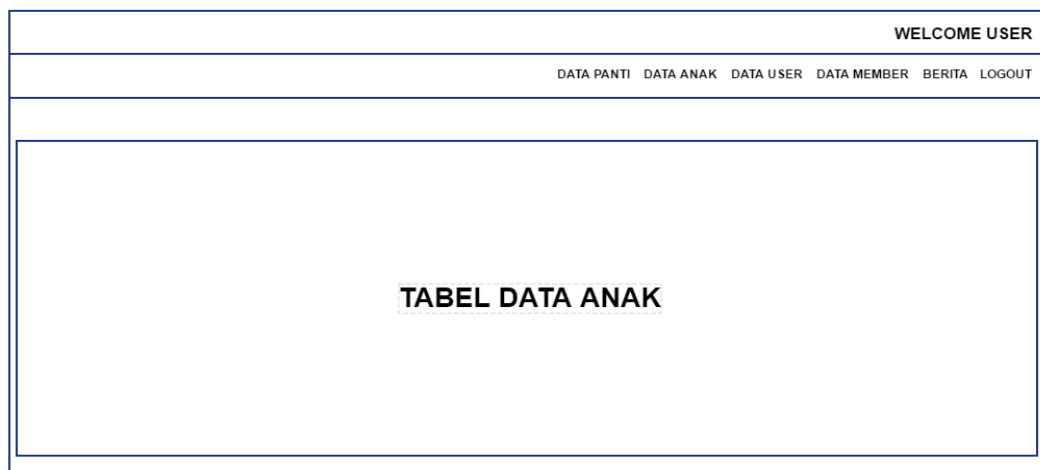 WELCOME USER
DATA PANTI DATA ANAK DATA USER DATA MEMBER BERITA LOGOUT
TABEL DATA ANAK